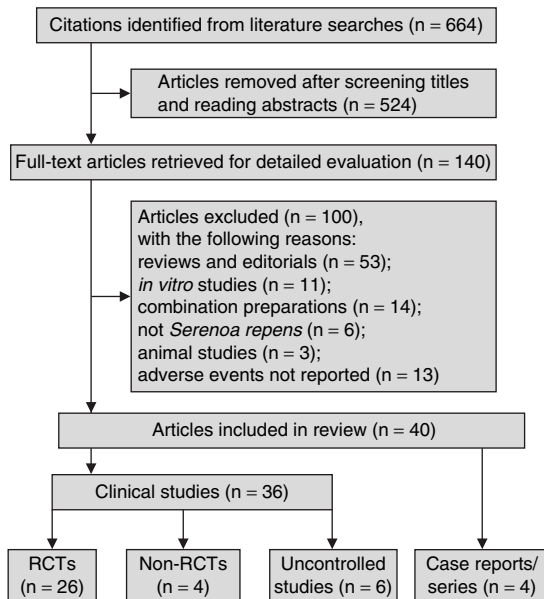 Citations identified from literature searches (n = 664)
Articles removed after screening titles
and reading abstracts (n = 524)
Full-text articles retrieved for detailed evaluation (n = 140)
Articles excluded (n = 100),
with the following reasons:
reviews and editorials (n = 53);
in vitro studies (n = 11);
combination preparations (n = 14);
not Serenoa repens (n = 6);
animal studies (n = 3);
adverse events not reported (n = 13)
Articles included in review (n = 40)
Clinical studies (n = 36)
RCTs
(n = 26)
Non-RCTs
(n = 4)
Uncontrolled
studies (n = 6)
Case reports/
series (n = 4)